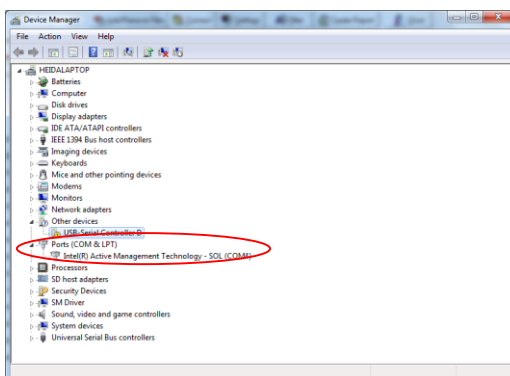 Device Manager
File Action View Help
HEIDALAPTOP
Batteries
Computer
Disk drives
Display adapters
IDE ATA/ATAPI controllers
IEEE 1394 Bus host controllers
Imaging devices
Keyboards
Mice and other pointing devices
Modems
Monitors
Network adapters
Other devices
USB-Serial Controller D
Ports (COM & LPT)
Intel(R) Active Management Technology - SOL
Processors
SD host adapters
Security Devices
SM Driver
Sound, video and game controllers
System devices
Universal Serial Bus controllers